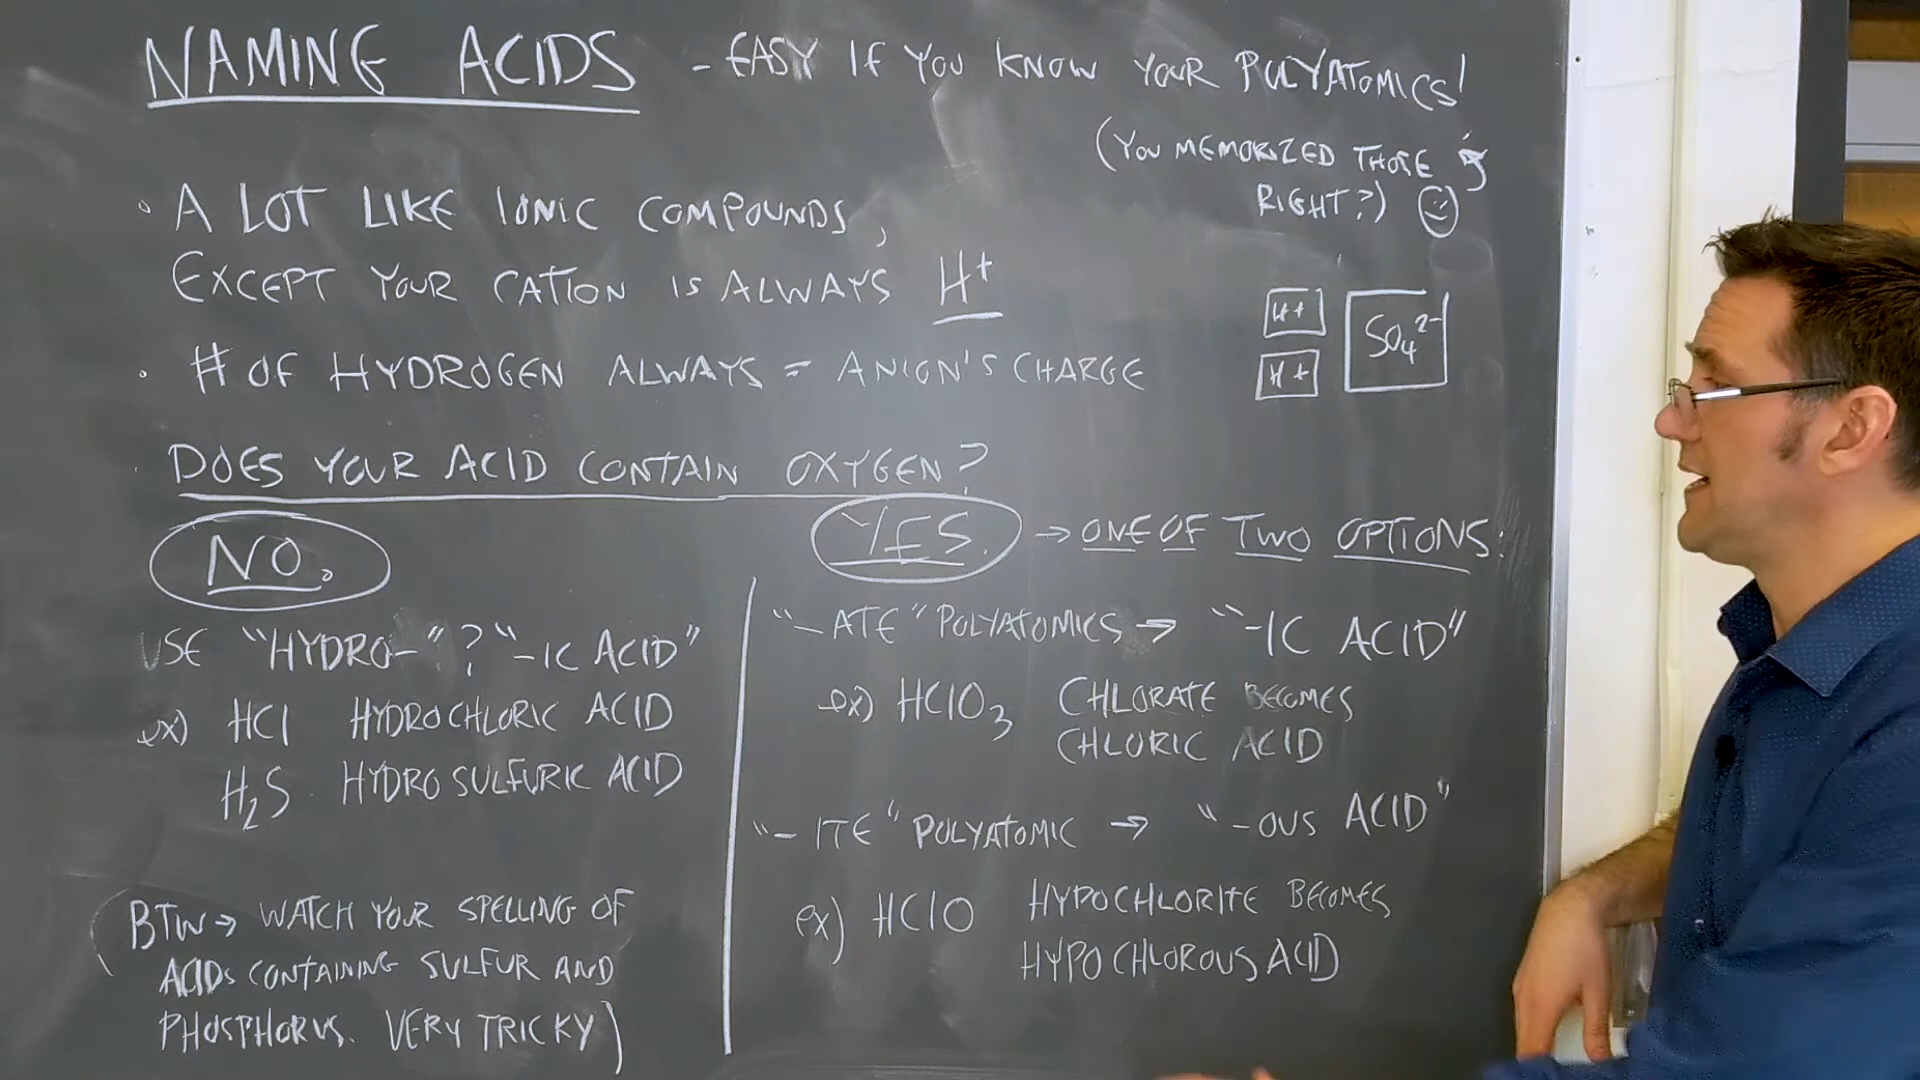 NAMING ACIDS - EASY IF YOU KNOW YOUR POLYATOMICS!
(YOU MEMORIZED THOSE
RIGHT?)
• A LOT LIKE IONIC COMPOUNDS,
EXCEPT YOUR CATION IS ALWAYS H+
• # OF HYDROGEN ALWAYS = ANION'S CHARGE
H+
H+
SO4 2-
• DOES YOUR ACID CONTAIN OXYGEN?
NO.
USE "HYDRO-" ? "-IC ACID"
ex) HCl HYDROCHLORIC ACID
H2S HYDROSULFURIC ACID
BTW → WATCH YOUR SPELLING OF
ACIDS CONTAINING SULFUR AND
PHOSPHORUS. VERY TRICKY)
YES. → ONE OF TWO OPTIONS:
"-ATE" POLYATOMICS → "-IC ACID"
ex) HClO3 CHLORATE BECOMES
CHLORIC ACID
"-ITE" POLYATOMIC → "-OUS ACID"
ex) HClO HYPOCHLORITE BECOMES
HYPOCHLOROUS ACID